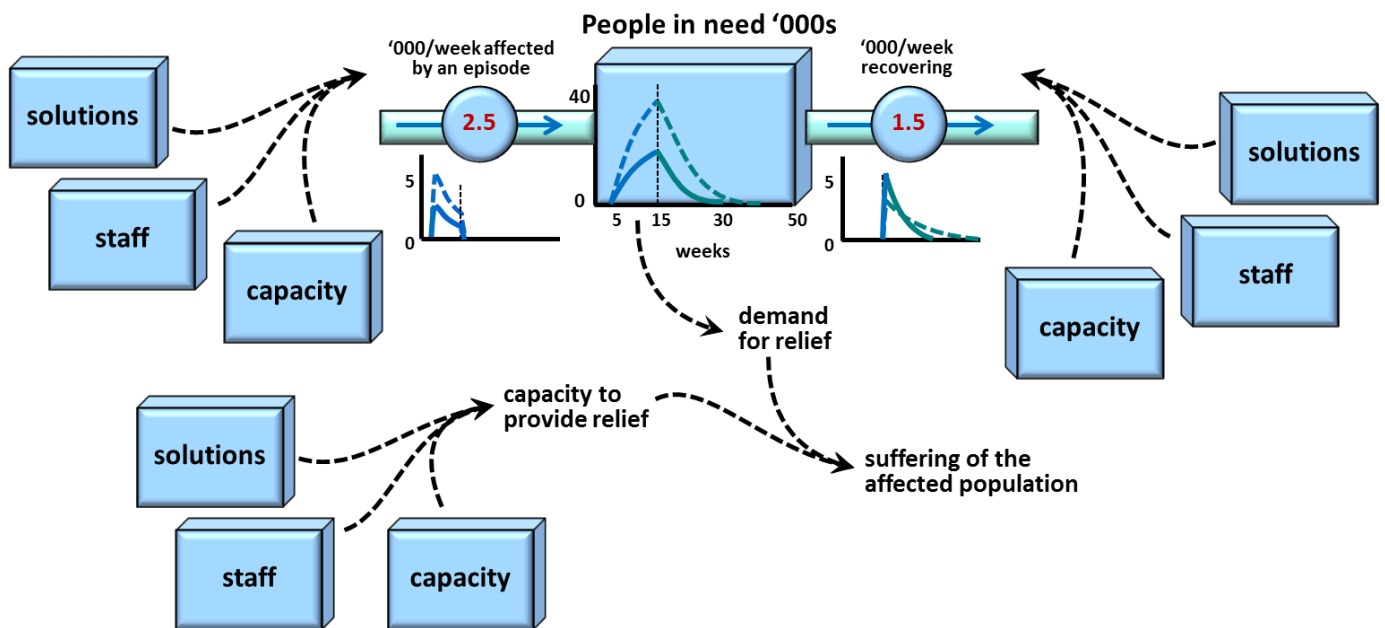 People in need ‘000s
‘000/week affected
by an episode
‘000/week
recovering
solutions
staff
capacity
2.5
5
0
40
0
5
15
30
50
weeks
1.5
5
0
solutions
staff
capacity
demand
for relief
capacity to
provide relief
solutions
staff
capacity
suffering of the
affected population